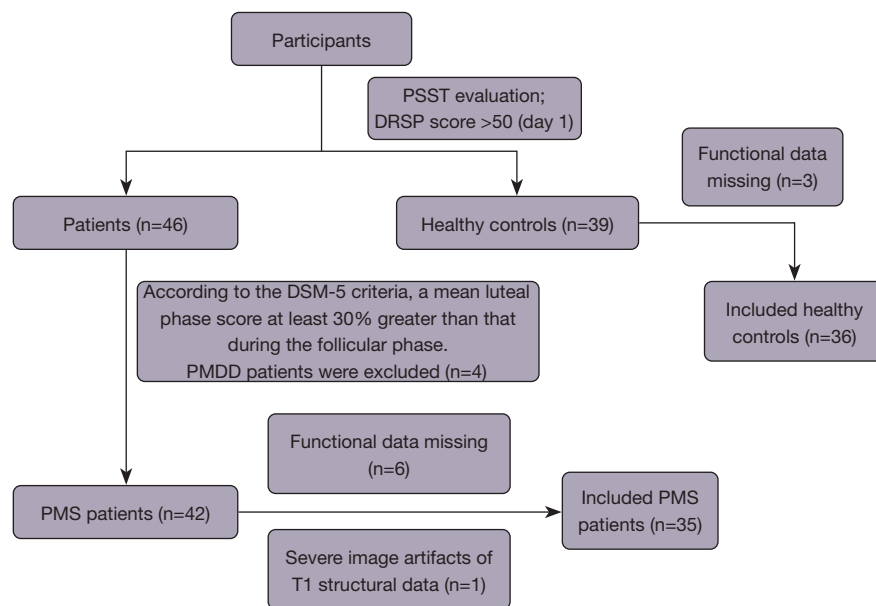 Participants
PSST evaluation;
DRSP score >50 (day 1)
Functional data
missing (n=3)
Patients (n=46)
Healthy controls (n=39)
According to the DSM-5 criteria, a mean luteal
phase score at least 30% greater than that
during the follicular phase.
PMDD patients were excluded (n=4)
Included healthy
controls (n=36)
Functional data missing
(n=6)
PMS patients (n=42)
Included PMS
patients (n=35)
Severe image artifacts of
T1 structural data (n=1)